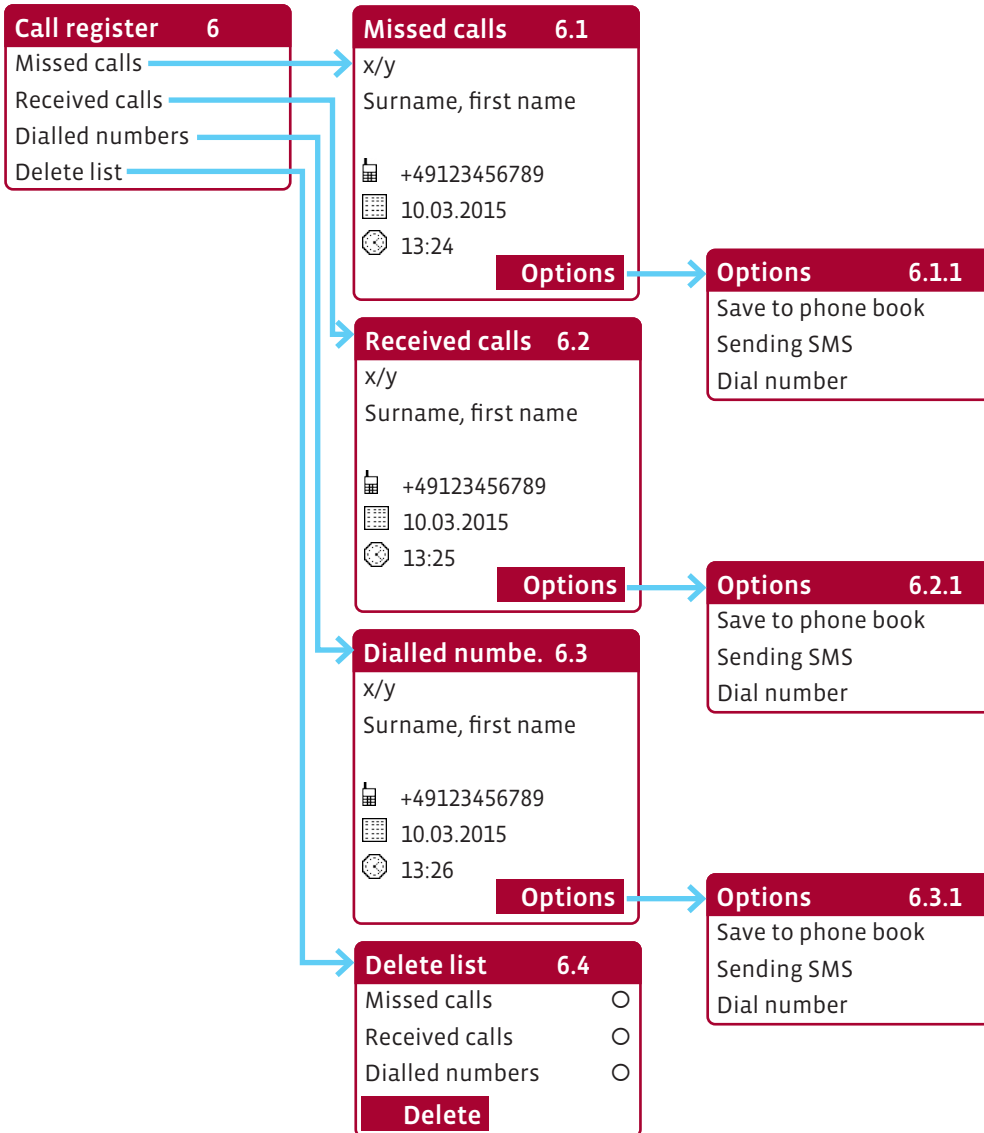 Call register 6
Missed calls
Received calls
Dialled numbers
Delete list
Missed calls 6.1
x/y
Surname, first name
+49123456789
10.03.2015
13:24
Options
Options 6.1.1
Save to phone book
Sending SMS
Dial number
Received calls 6.2
x/y
Surname, first name
+49123456789
10.03.2015
13:25
Options
Options 6.2.1
Save to phone book
Sending SMS
Dial number
Dialled numbe. 6.3
x/y
Surname, first name
+49123456789
10.03.2015
13:26
Options
Options 6.3.1
Save to phone book
Sending SMS
Dial number
Delete list 6.4
Missed calls
Received calls
Dialled numbers
Delete